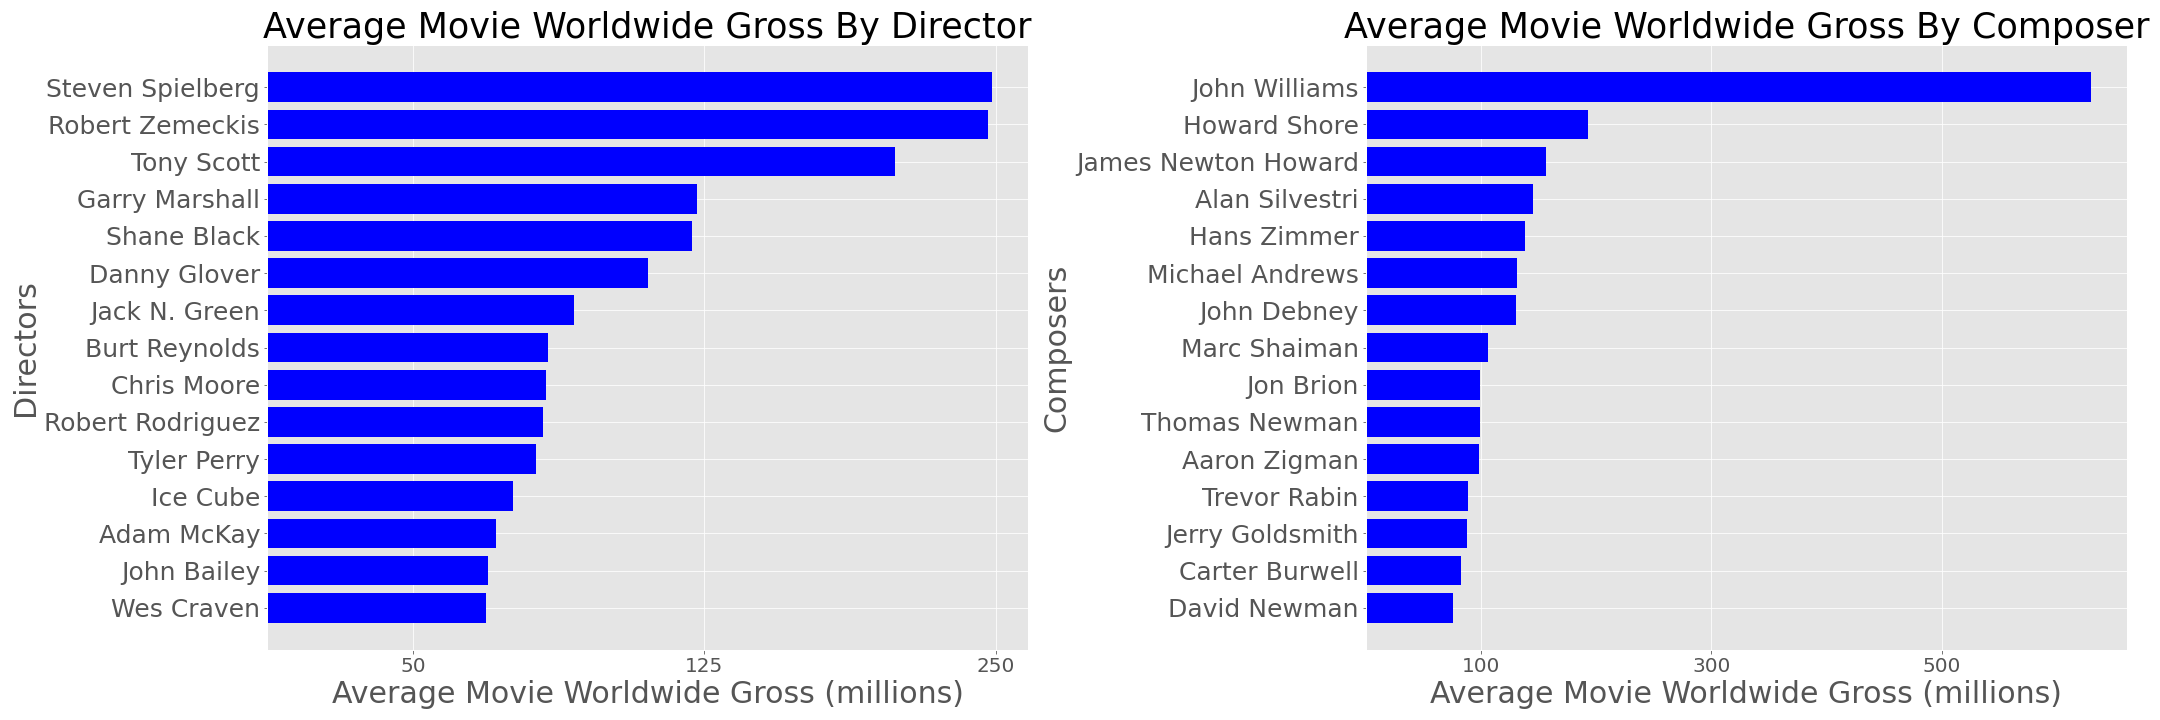 Average Movie Worldwide Gross By Director
Directors
Steven Spielberg
Robert Zemeckis
Tony Scott
Garry Marshall
Shane Black
Danny Glover
Jack N. Green
Burt Reynolds
Chris Moore
Robert Rodriguez
Tyler Perry
Ice Cube
Adam McKay
John Bailey
Wes Craven
50 125 250
Average Movie Worldwide Gross (millions)
Average Movie Worldwide Gross By Composer
Composers
John Williams
Howard Shore
James Newton Howard
Alan Silvestri
Hans Zimmer
Michael Andrews
John Debney
Marc Shaiman
Jon Brion
Thomas Newman
Aaron Zigman
Trevor Rabin
Jerry Goldsmith
Carter Burwell
David Newman
100 300 500
Average Movie Worldwide Gross (millions)